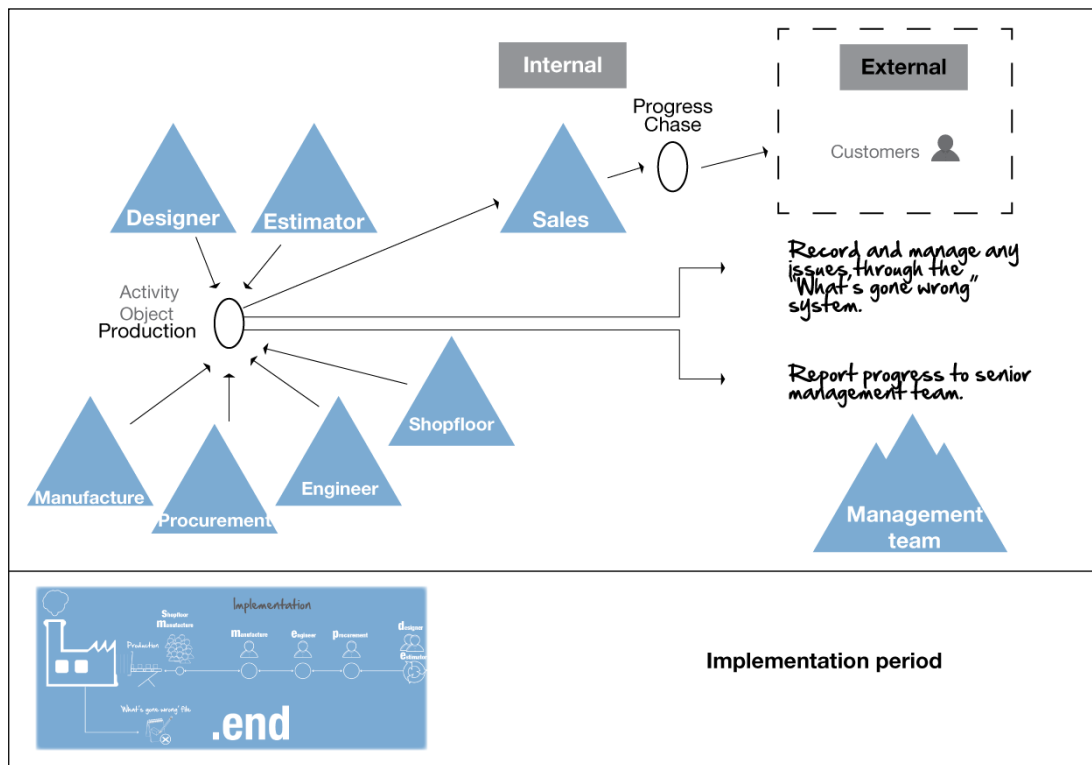 Internal
External
Progress
Chase
Customers
Designer
Estimator
Sales
Record and manage any
issues through the
"What's gone wrong"
system.
Activity
Object
Production
Report progress to senior
management team.
Shopfloor
Manufacture
Procurement
Engineer
Management
team
Implementation
Shopfloor
manufacture
Production
manufacture
engineer
procurement
designer
Estimator
'What's gone wrong' file
.end
Implementation period